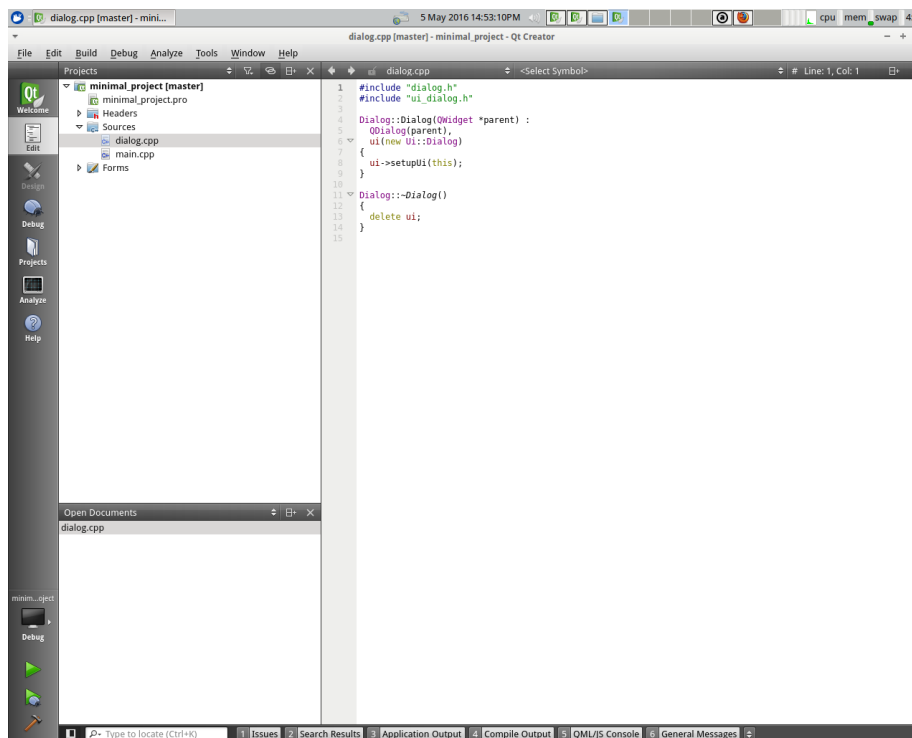 dialog.cpp [master] - mini...
5 May 2016 14:53:10PM
cpu mem swap
dialog.cpp [master] - minimal_project - Qt Creator
File Edit Build Debug Analyze Tools Window Help
Projects
dialog.cpp
<Select Symbol>
# Line: 1, Col: 1
Qt
Welcome
Edit
Design
Debug
Projects
Analyze
Help
minimal_project [master]
minimal_project.pro
Headers
Sources
dialog.cpp
main.cpp
Forms
1 #include "dialog.h"
2 #include "ui_dialog.h"
3
4 Dialog::Dialog(QWidget *parent) :
5 QDialog(parent),
6 ui(new Ui::Dialog)
7 {
8 ui->setupUi(this);
9 }
10
11 Dialog::~Dialog()
12 {
13 delete ui;
14 }
15
Open Documents
dialog.cpp
minim...oject
Debug
Type to locate (Ctrl+K)
1 Issues 2 Search Results 3 Application Output 4 Compile Output 5 QML/JS Console 6 General Messages